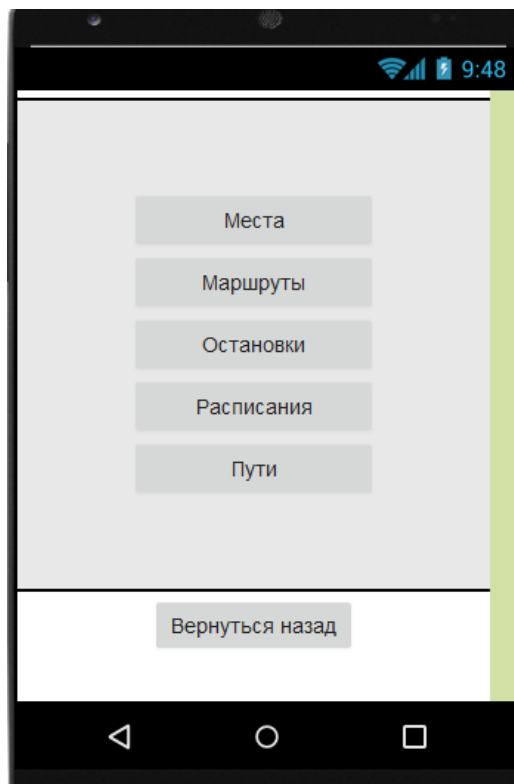 9:48
Места
Маршруты
Остановки
Расписания
Пути
Вернуться назад